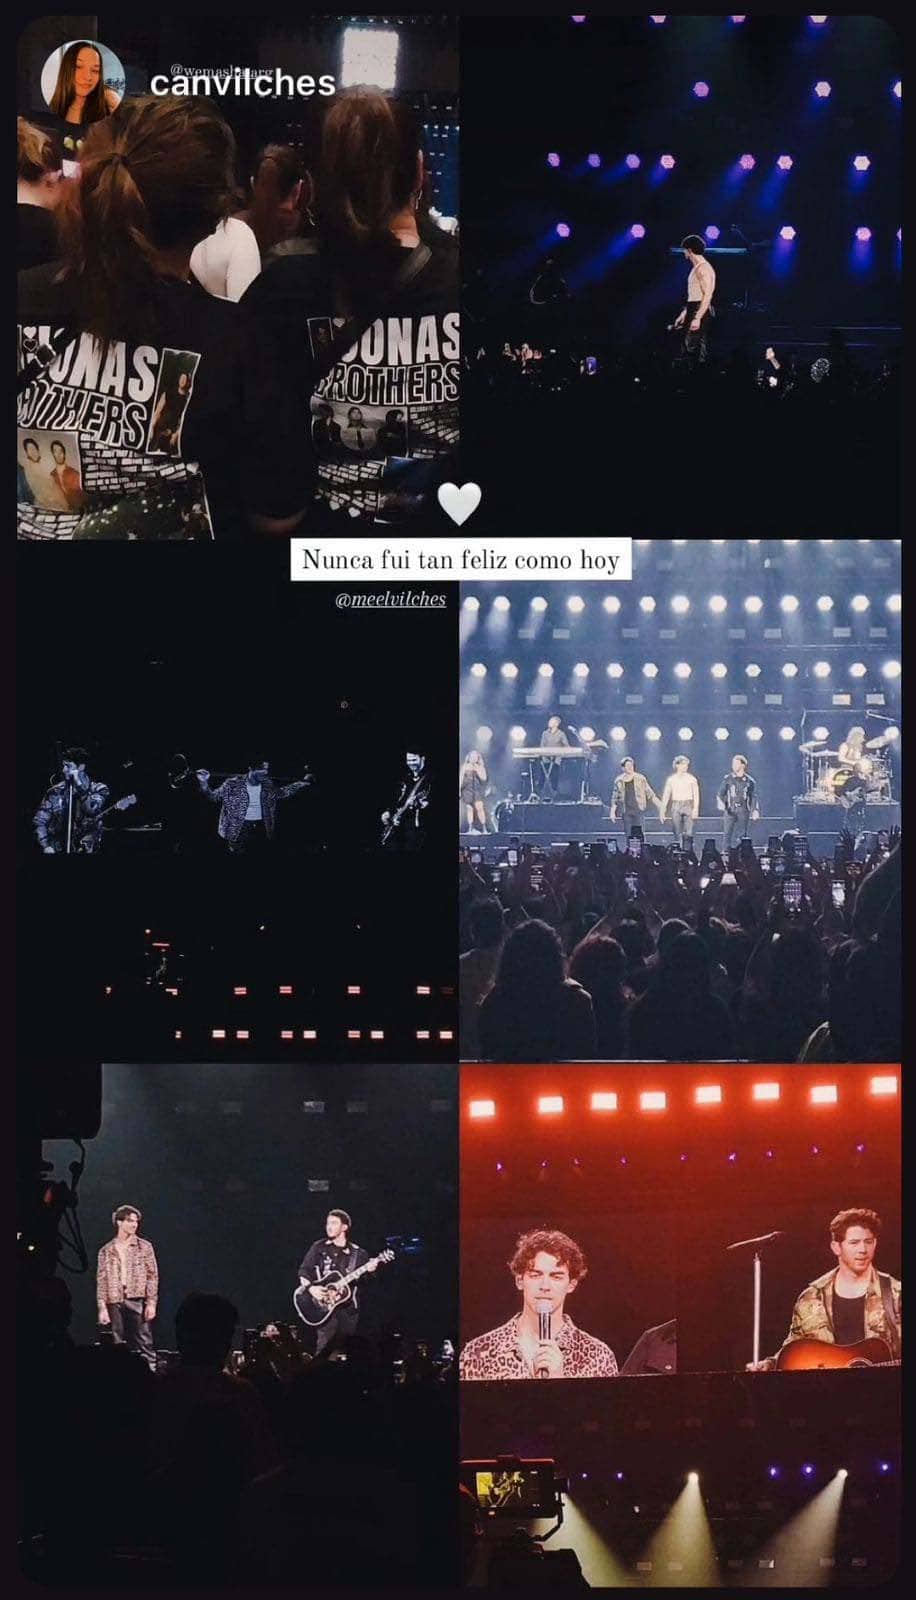 canvilches
JONAS
BROTHERS
JONAS
BROTHERS
Nunca fui tan feliz como hoy
@meelvilches